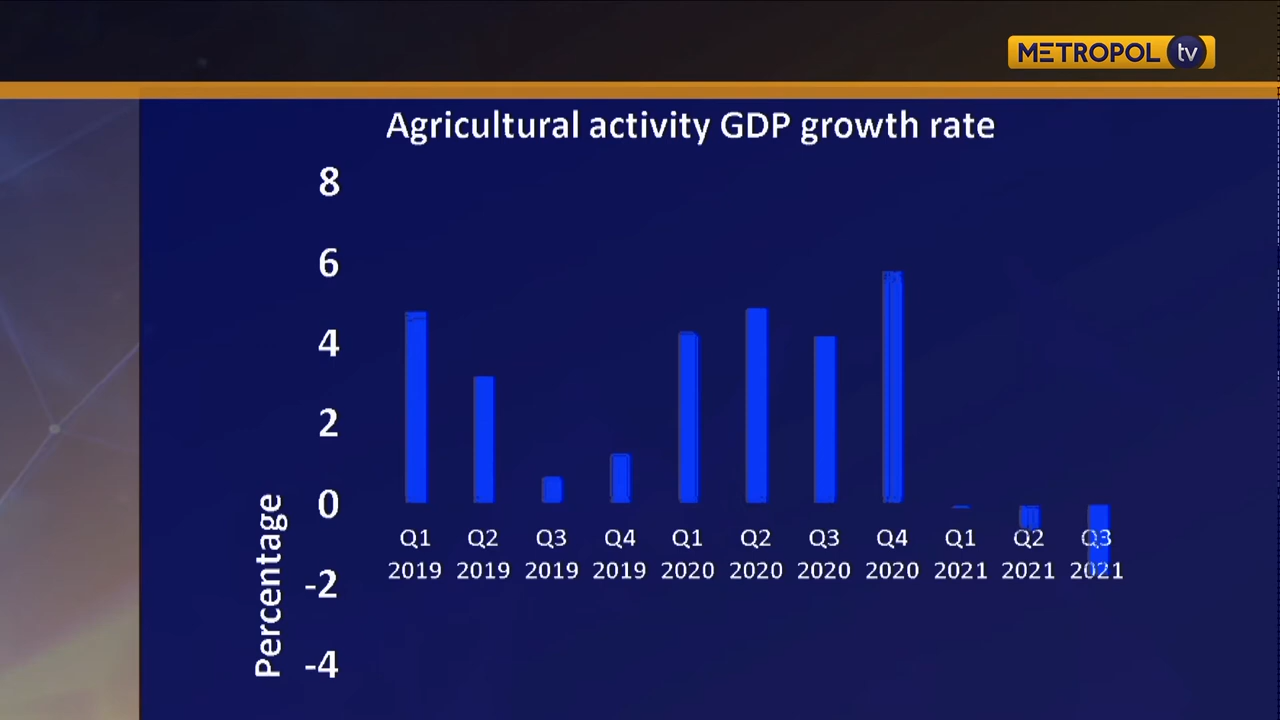 METROPOL tv
Agricultural activity GDP growth rate
8
6
4
2
0
-2
-4
Percentage
Q1 Q2 Q3 Q4 Q1 Q2 Q3 Q4 Q1 Q2 Q3
2019 2019 2019 2019 2020 2020 2020 2020 2021 2021 2021